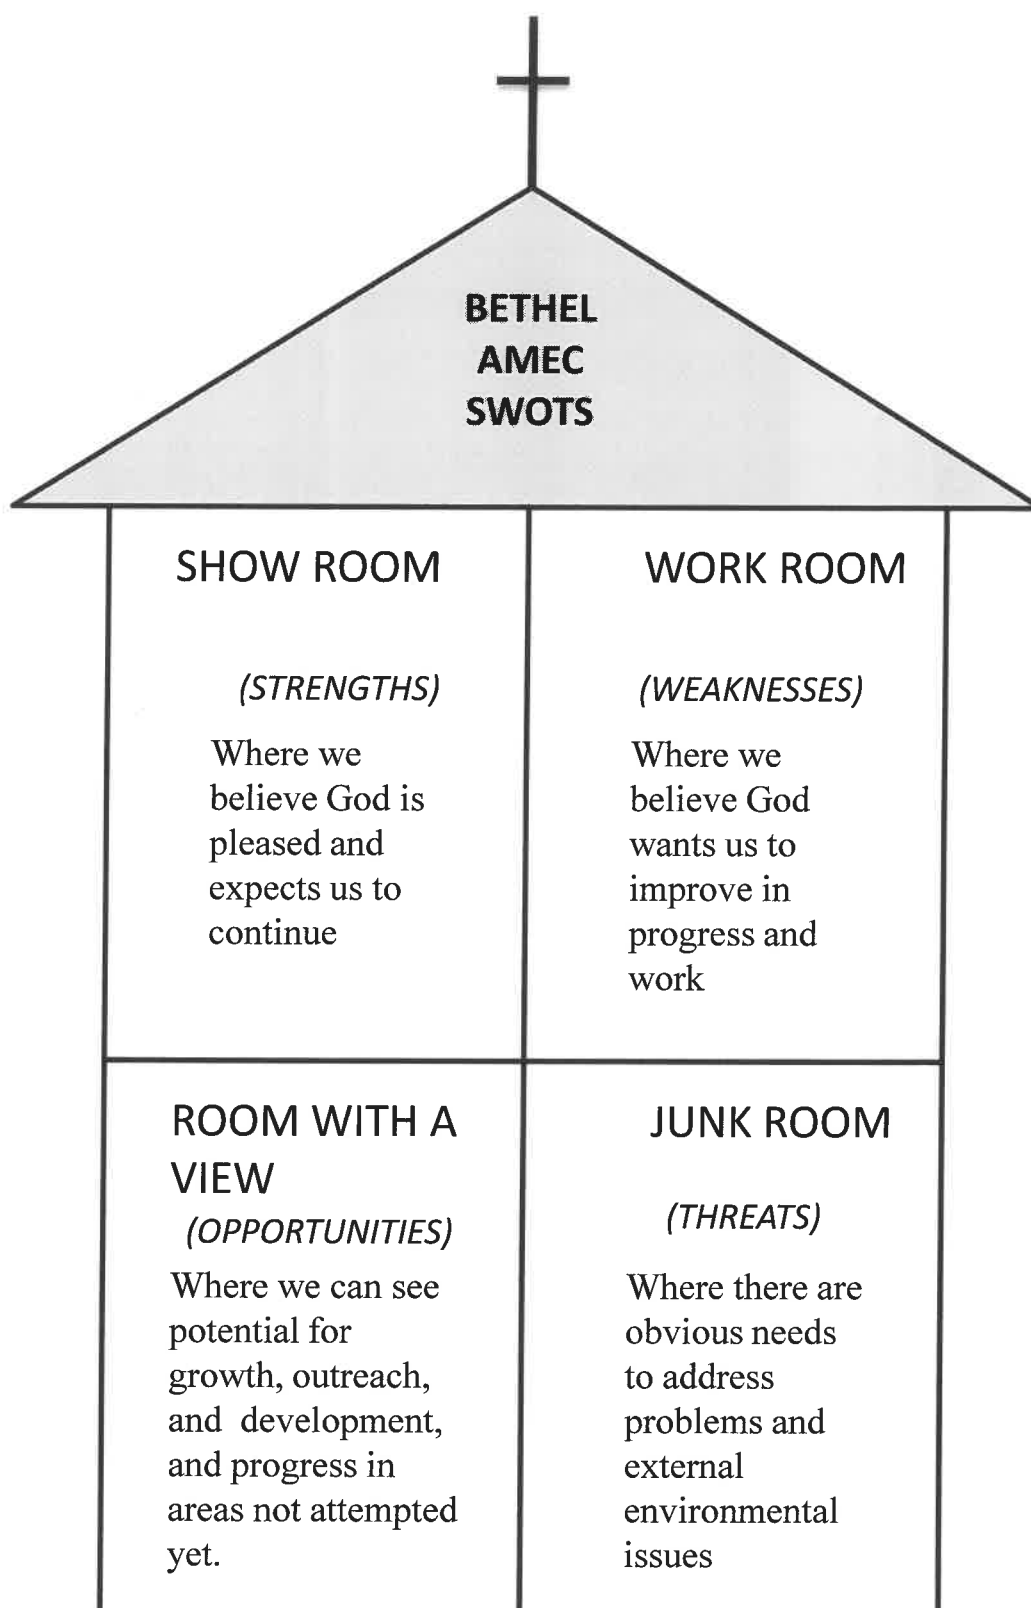 BETHEL
AMEC
SWOTS
SHOW ROOM
(STRENGTHS)
Where we
believe God is
pleased and
expects us to
continue
WORK ROOM
(WEAKNESSES)
Where we
believe God
wants us to
improve in
progress and
work
ROOM WITH A
VIEW
(OPPORTUNITIES)
Where we can see
potential for
growth, outreach,
and development,
and progress in
areas not attempted
yet.
JUNK ROOM
(THREATS)
Where there are
obvious needs
to address
problems and
external
environmental
issues